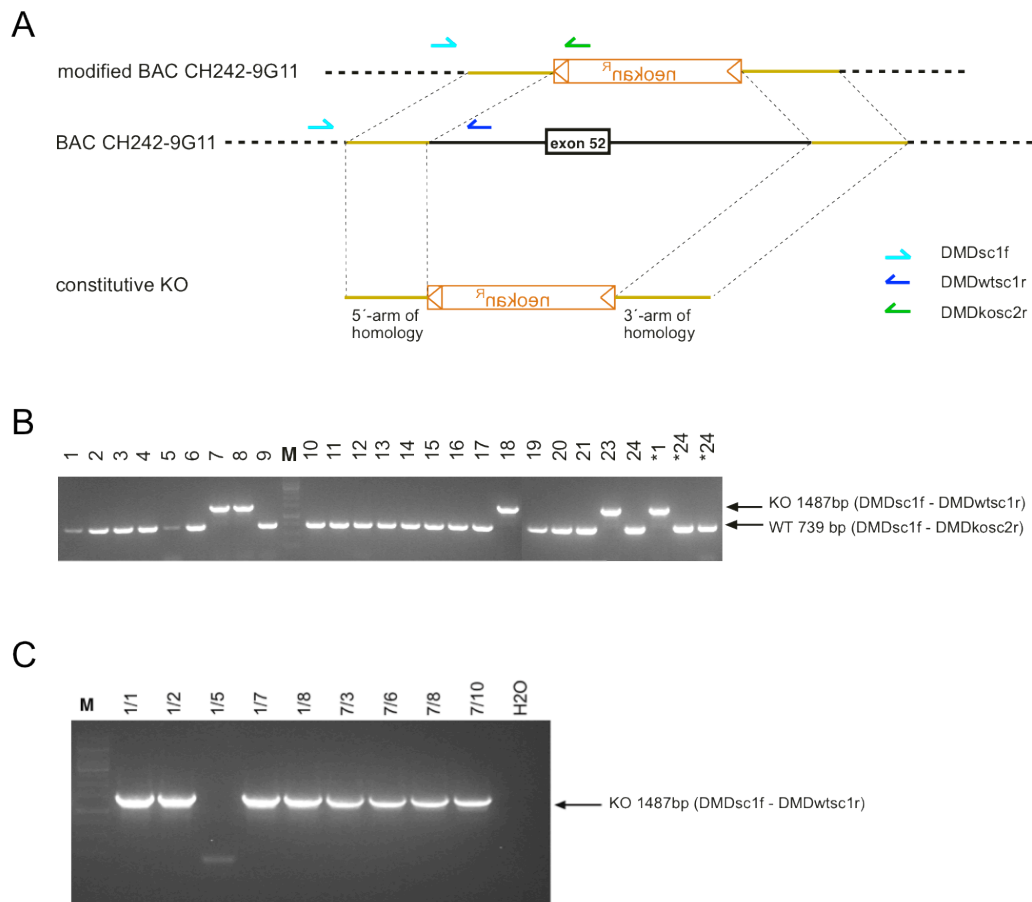 A
modified BAC CH242-9G11
neokanR
BAC CH242-9G11
exon 52
constitutive KO
neokanR
5´-arm of
homology
3´-arm of
homology
DMDsc1f
DMDwtsc1r
DMDkosc2r
B
1 2 3 4 5 6 7 8 9 M 10 11 12 13 14 15 16 17 18 19 20 21 23 24 *1 *24 *24
KO 1487bp (DMDsc1f - DMDwtsc1r)
WT 739 bp (DMDsc1f - DMDkosc2r)
C
M 1/1 1/2 1/5 1/7 1/8 7/3 7/6 7/8 7/10 H2O
KO 1487bp (DMDsc1f - DMDwtsc1r)